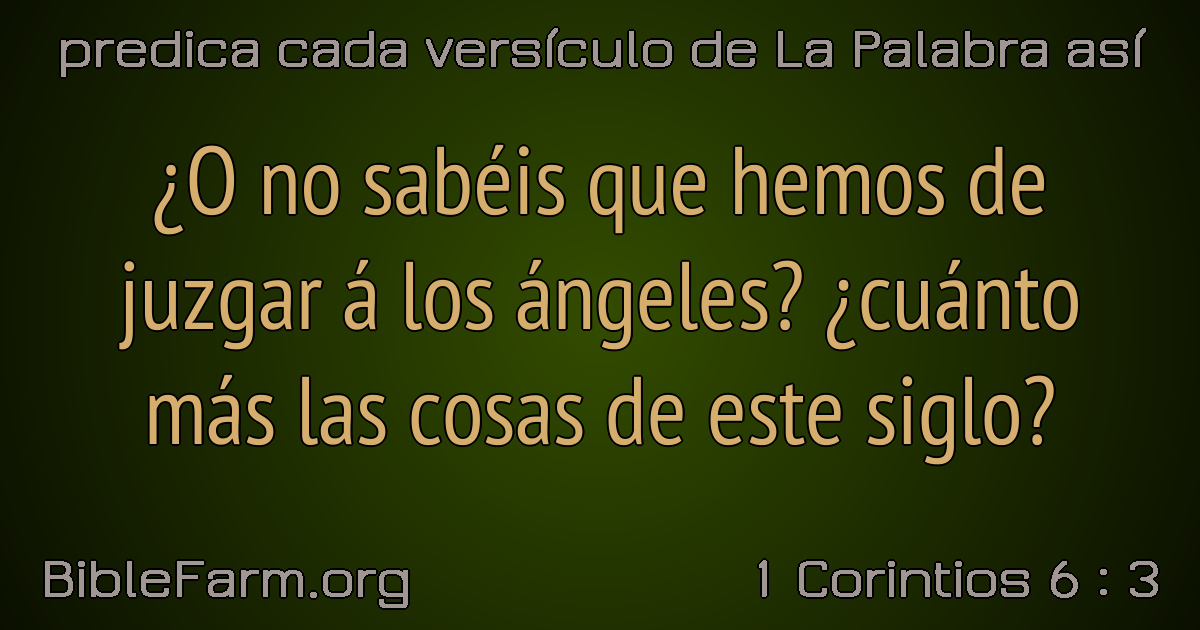 predica cada versículo de La Palabra así
¿O no sabéis que hemos de
juzgar á los ángeles? ¿cuánto
más las cosas de este siglo?
BibleFarm.org
1 Corintios 6 : 3